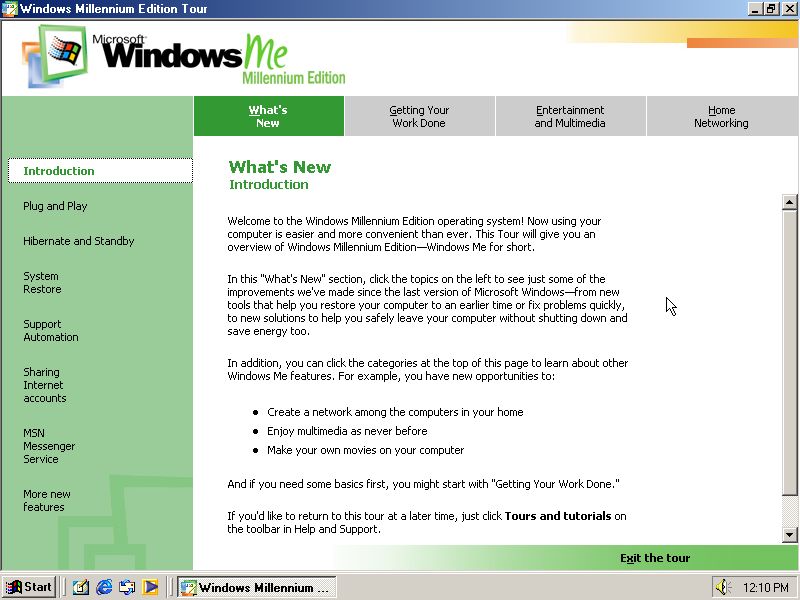 Windows Millennium Edition Tour
Microsoft
Windows Me
Millennium Edition
What's
New
Getting Your
Work Done
Entertainment
and Multimedia
Home
Networking
Introduction
Plug and Play
Hibernate and Standby
System
Restore
Support
Automation
Sharing
Internet
accounts
MSN
Messenger
Service
More new
features
What's New
Introduction
Welcome to the Windows Millennium Edition operating system! Now using your
computer is easier and more convenient than ever. This Tour will give you an
overview of Windows Millennium Edition—Windows Me for short.
In this "What's New" section, click the topics on the left to see just some of the
improvements we've made since the last version of Microsoft Windows—from new
tools that help you restore your computer to an earlier time or fix problems quickly,
to new solutions to help you safely leave your computer without shutting down and
save energy too.
In addition, you can click the categories at the top of this page to learn about other
Windows Me features. For example, you have new opportunities to:
• Create a network among the computers in your home
• Enjoy multimedia as never before
• Make your own movies on your computer
And if you need some basics first, you might start with "Getting Your Work Done."
If you'd like to return to this tour at a later time, just click Tours and tutorials on
the toolbar in Help and Support.
Exit the tour
Start
Windows Millennium ...
12:10 PM